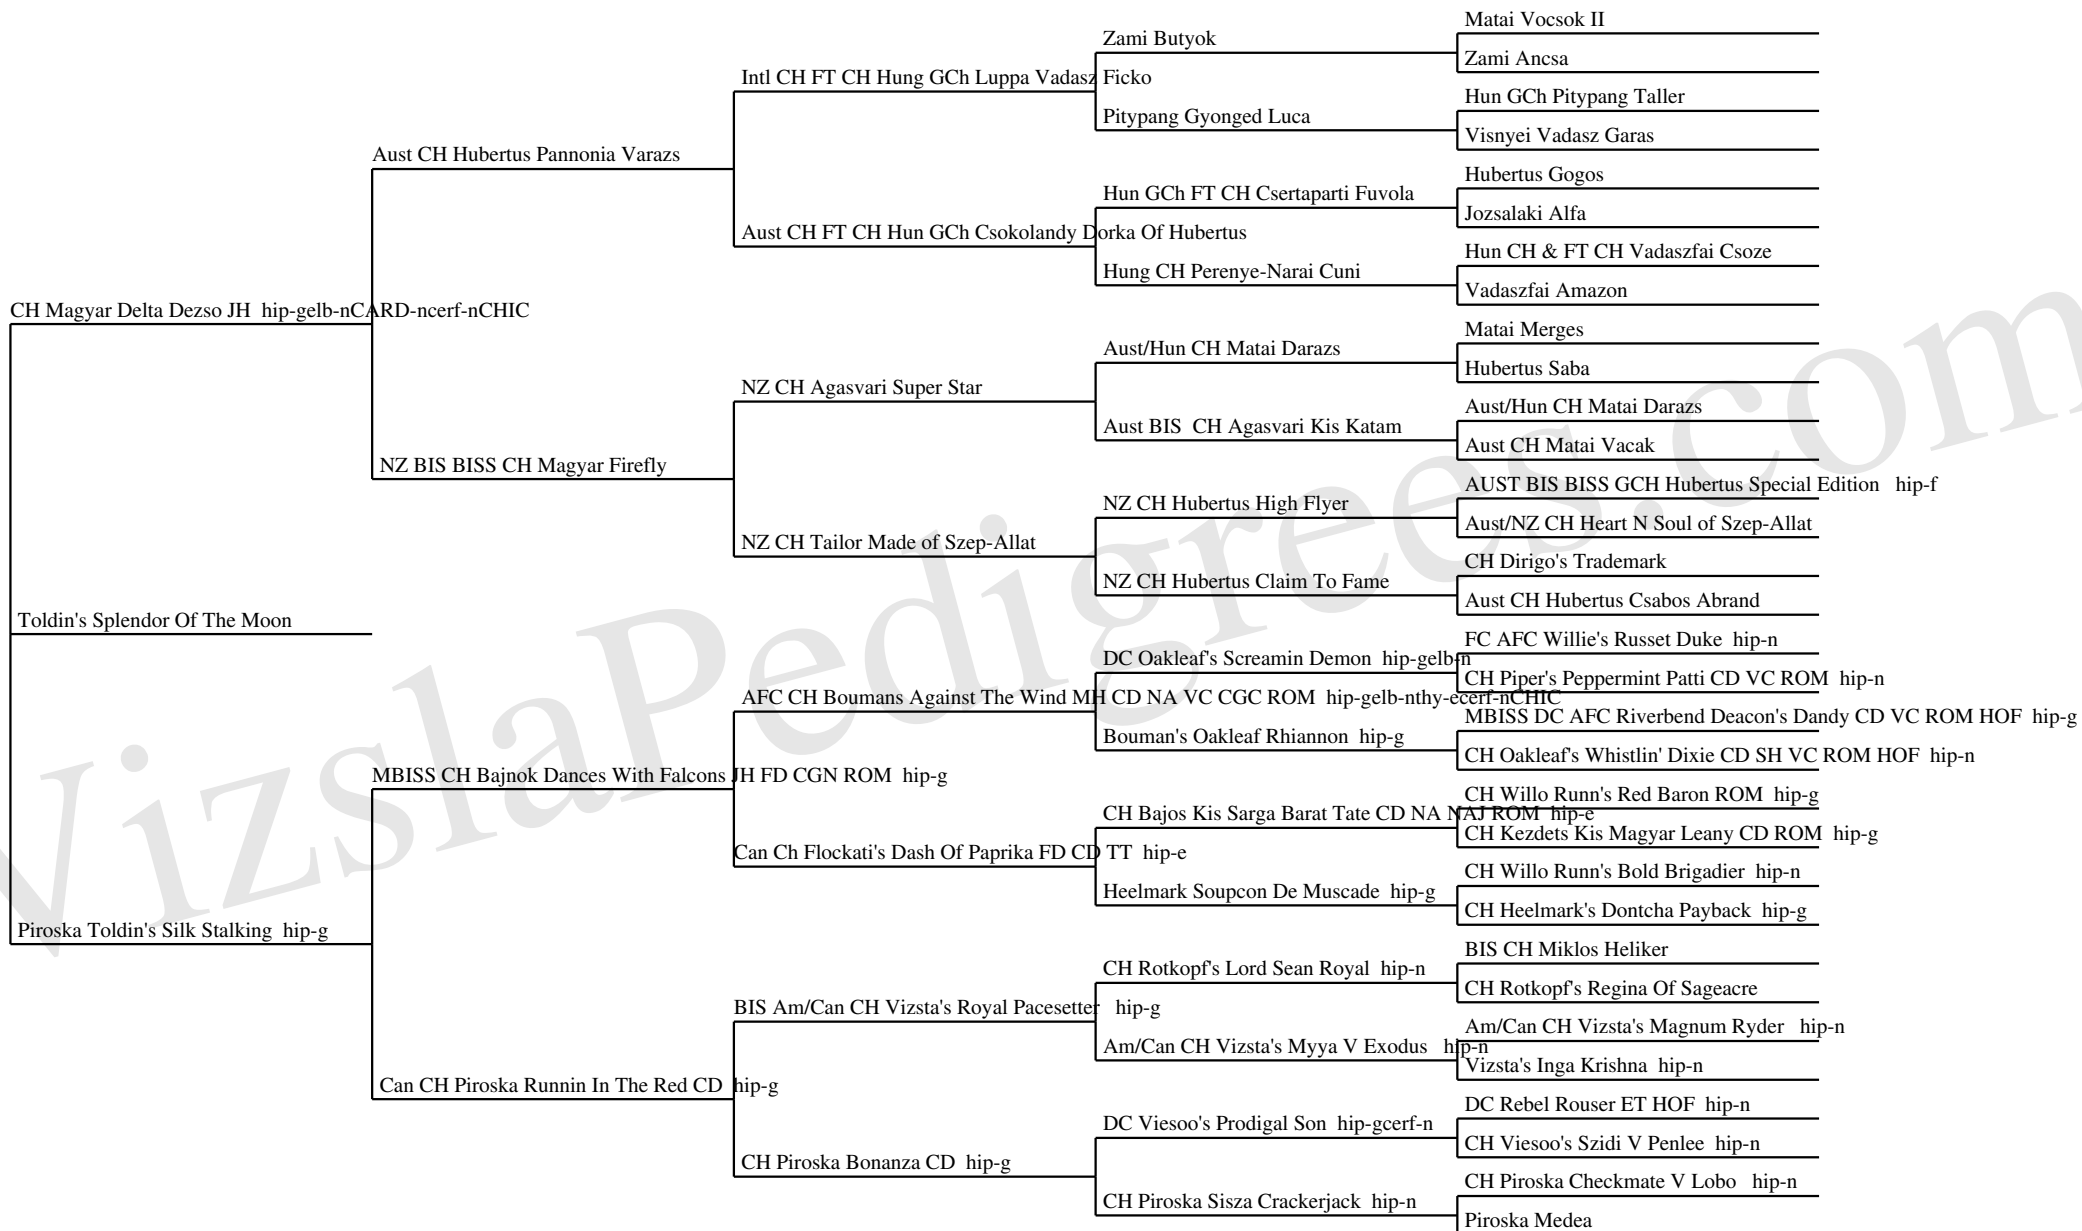 Matai Vocsok II
Zami Butyok
Zami Ancsa
Intl CH FT CH Hung GCh Luppa Vadasz Ficko
Hun GCh Pitypang Taller
Pitypang Gyonged Luca
Visnyei Vadasz Garas
Aust CH Hubertus Pannonia Varazs
Hubertus Gogos
Hun GCh FT CH Csertaparti Fuvola
Jozsalaki Alfa
Aust CH FT CH Hun GCh Csokolandy Dorka Of Hubertus
Hun CH & FT CH Vadaszfai Csoze
Hung CH Perenye-Narai Cuni
Vadaszfai Amazon
CH Magyar Delta Dezso JH hip-gelb-nCARD-ncerf-nCHIC
Matai Merges
Aust/Hun CH Matai Darazs
Hubertus Saba
NZ CH Agasvari Super Star
Aust/Hun CH Matai Darazs
Aust BIS CH Agasvari Kis Katam
Aust CH Matai Vacak
NZ BIS BISS CH Magyar Firefly
AUST BIS BISS GCH Hubertus Special Edition hip-f
NZ CH Hubertus High Flyer
Aust/NZ CH Heart N Soul of Szep-Allat
NZ CH Tailor Made of Szep-Allat
CH Dirigo's Trademark
NZ CH Hubertus Claim To Fame
Aust CH Hubertus Csabos Abrand
Toldin's Splendor Of The Moon
FC AFC Willie's Russet Duke hip-n
DC Oakleaf's Screamin Demon hip-gelb-n
CH Piper's Peppermint Patti CD VC ROM hip-n
AFC CH Boumans Against The Wind MH CD NA VC CGC ROM hip-gelb-nthy-ecerf-nCHIC
MBISS DC AFC Riverbend Deacon's Dandy CD VC ROM HOF hip-g
Bouman's Oakleaf Rhiannon hip-g
CH Oakleaf's Whistlin' Dixie CD SH VC ROM HOF hip-n
MBISS CH Bajnok Dances With Falcons JH FD CGN ROM hip-g
CH Willo Runn's Red Baron ROM hip-g
CH Bajos Kis Sarga Barat Tate CD NA NAJ ROM hip-e
CH Kezdets Kis Magyar Leany CD ROM hip-g
Can Ch Flockati's Dash Of Paprika FD CD TT hip-e
CH Willo Runn's Bold Brigadier hip-n
Heelmark Soupcon De Muscade hip-g
CH Heelmark's Dontcha Payback hip-g
Piroska Toldin's Silk Stalking hip-g
BIS CH Miklos Heliker
CH Rotkopf's Lord Sean Royal hip-n
CH Rotkopf's Regina Of Sageacre
BIS Am/Can CH Vizsta's Royal Pacesetter hip-g
Am/Can CH Vizsta's Magnum Ryder hip-n
Am/Can CH Vizsta's Myya V Exodus hip-n
Vizsta's Inga Krishna hip-n
Can CH Piroska Runnin In The Red CD hip-g
DC Rebel Rouser ET HOF hip-n
DC Viesoo's Prodigal Son hip-gcerf-n
CH Viesoo's Szidi V Penlee hip-n
CH Piroska Bonanza CD hip-g
CH Piroska Checkmate V Lobo hip-n
CH Piroska Sisza Crackerjack hip-n
Piroska Medea
VizslaPedigrees.com